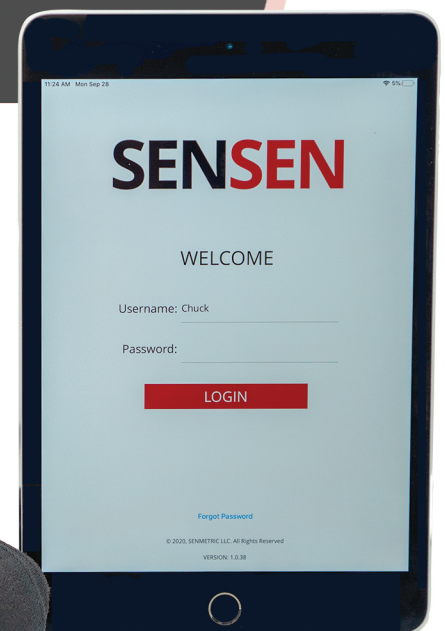 11:24 AM Mon Sep 28 5%
SENSEN
WELCOME
Username: Chuck
Password:
LOGIN
Forgot Password
© 2020, SENMETRIC LLC. All Rights Reserved
VERSION: 1.0.38